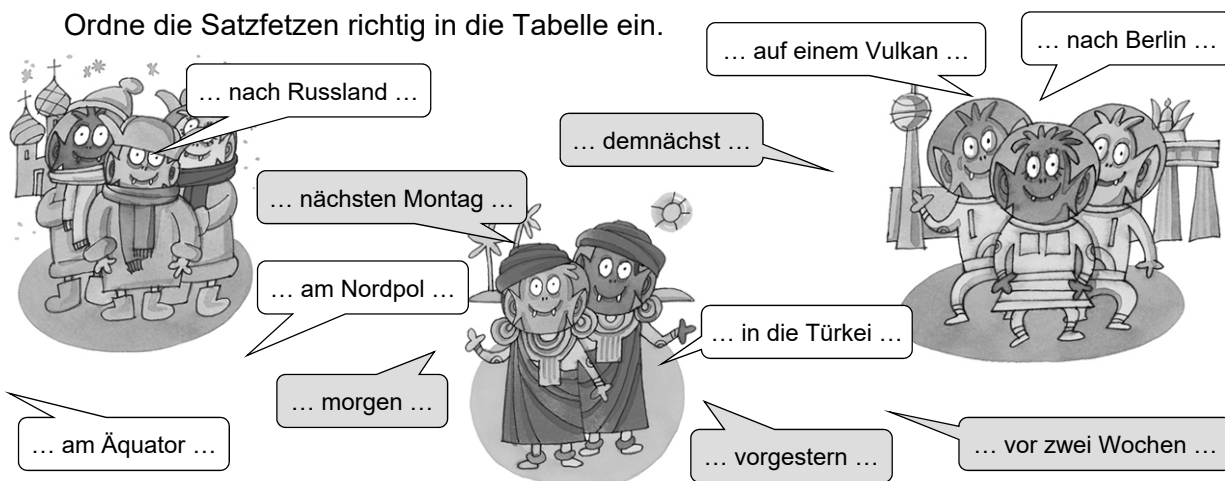 Ordne die Satzfetzen richtig in die Tabelle ein.
… auf einem Vulkan …
… nach Berlin …
… nach Russland …
… demnächst …
… nächsten Montag …
… am Nordpol …
… in die Türkei …
… morgen …
… am Äquator …
… vorgestern …
… vor zwei Wochen …